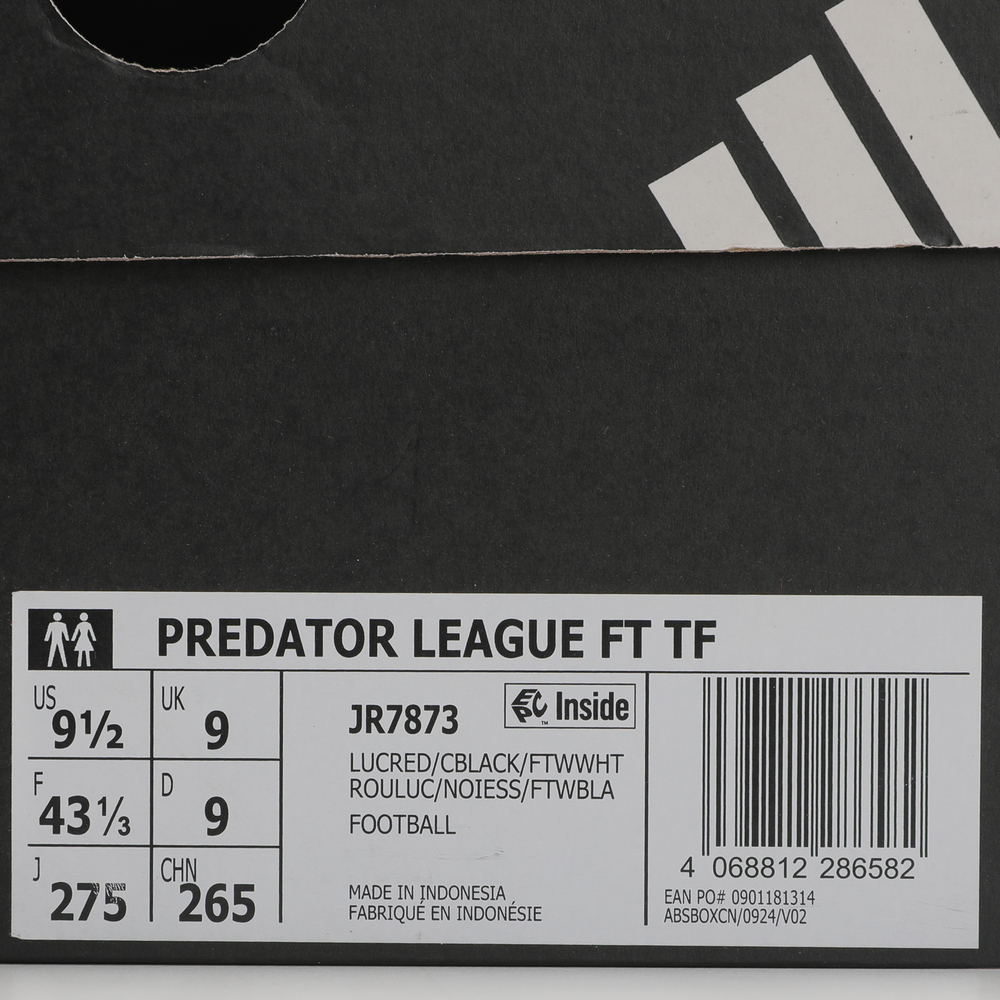 PREDATOR LEAGUE FT TF
US 9½
UK 9
F 43⅓
D 9
J 275
CHN 265
JR7873
EPC™ Inside
LUCRED/CBLACK/FTWWHT
ROULUC/NOIESS/FTWBLA
FOOTBALL
MADE IN INDONESIA
FABRIQUÉ EN INDONÉSIE
4 068812 286582
EAN PO# 0901181314
ABSBOXCN/0924/V02